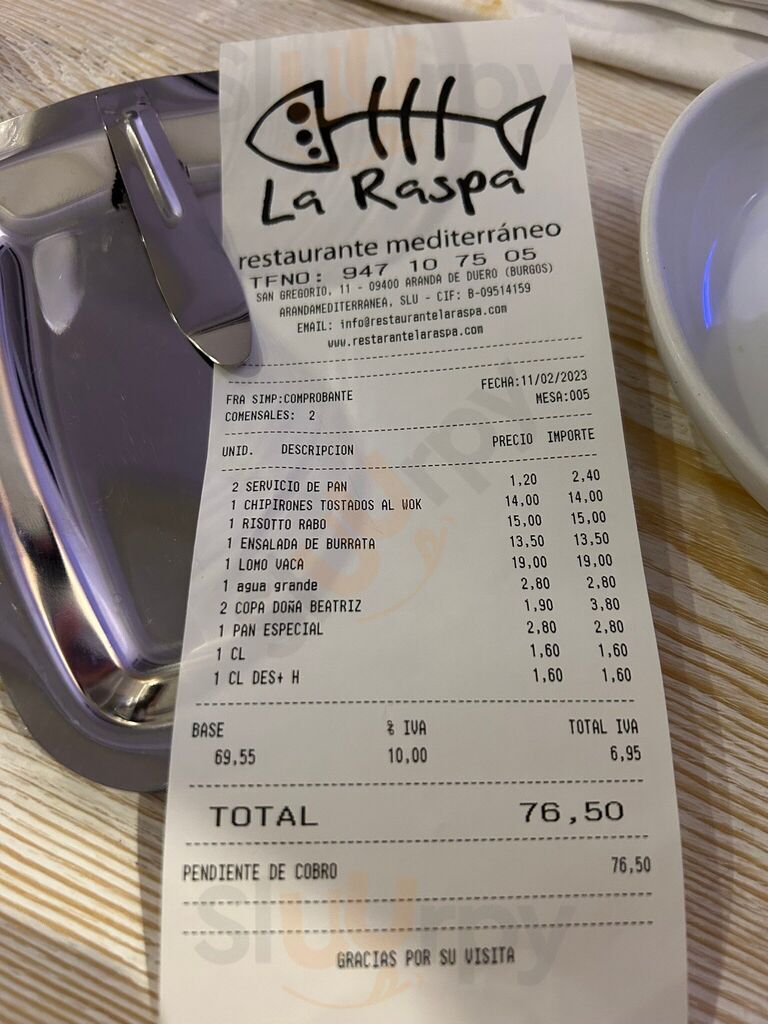 La Raspa
restaurante mediterráneo
TFNO: 947 10 75 05
SAN GREGORIO, 11 - 09400 ARANDA DE DUERO (BURGOS)
ARANDAMEDITERRANEA, SLU - CIF: B-09514159
EMAIL: info@restaurantelaraspa.com
www.restarantelaraspa.com
FRA SIMP:COMPROBANTE FECHA:11/02/2023
COMENSALES: 2 MESA:005
UNID. DESCRIPCION PRECIO IMPORTE
2 SERVICIO DE PAN 1,20 2,40
1 CHIPIRONES TOSTADOS AL WOK 14,00 14,00
1 RISOTTO RABO 15,00 15,00
1 ENSALADA DE BURRATA 13,50 13,50
1 LOMO VACA 19,00 19,00
1 agua grande 2,80 2,80
2 COPA DOÑA BEATRIZ 1,90 3,80
1 PAN ESPECIAL 2,80 2,80
1 CL 1,60 1,60
1 CL DES+ H 1,60 1,60
BASE % IVA TOTAL IVA
69,55 10,00 6,95
TOTAL 76,50
PENDIENTE DE COBRO 76,50
GRACIAS POR SU VISITA
sluurpy
sluurpy
sluurpy